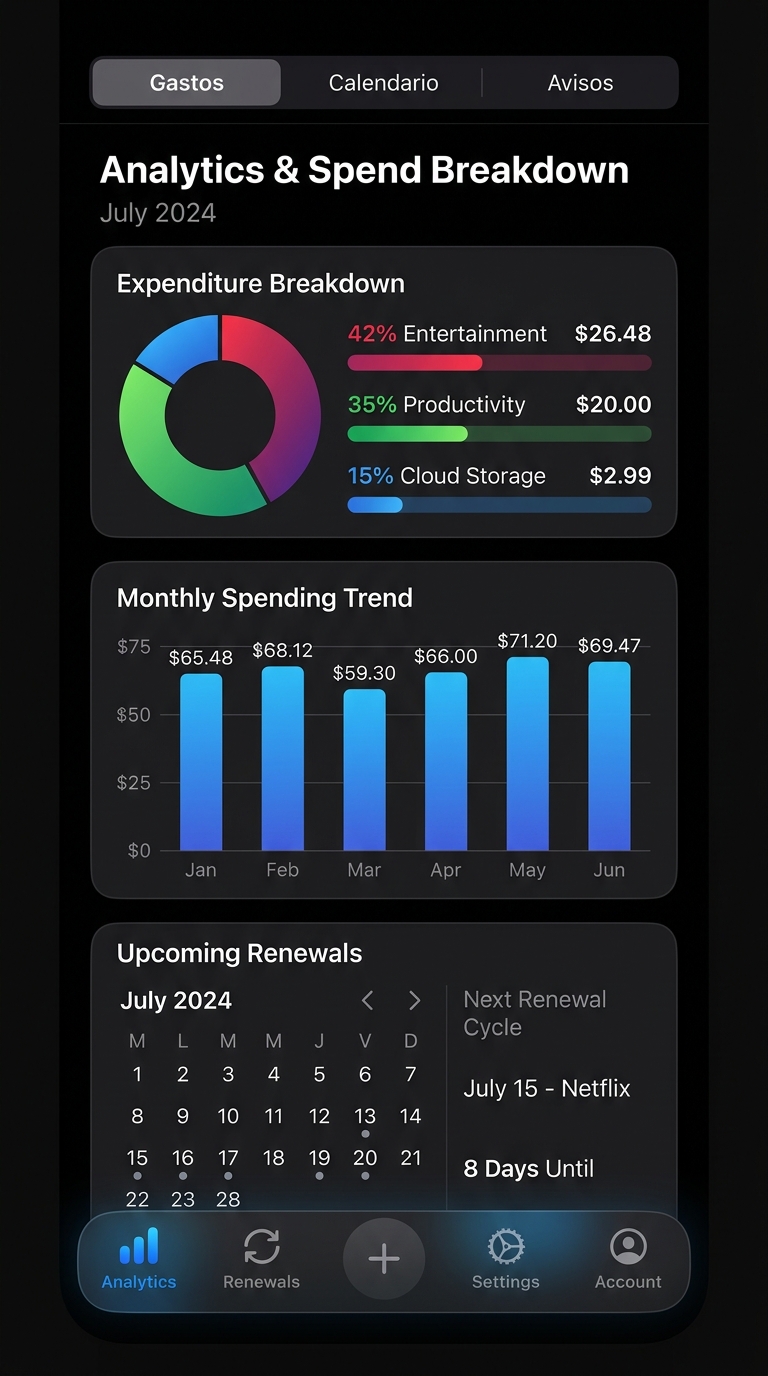 Gastos Calendario Avisos
Analytics & Spend Breakdown
July 2024
Expenditure Breakdown
42% Entertainment $26.48
35% Productivity $20.00
15% Cloud Storage $2.99
Monthly Spending Trend
$75
$50
$25
$0
$65.48 $68.12 $59.30 $66.00 $71.20 $69.47
Jan Feb Mar Apr May Jun
Upcoming Renewals
July 2024
M L M M J V D
1 2 3 4 5 6 7
8 9 10 11 12 13 14
15 16 17 18 19 20 21
22 23 28
Next Renewal
Cycle
July 15 - Netflix
8 Days Until
Analytics Renewals Settings Account